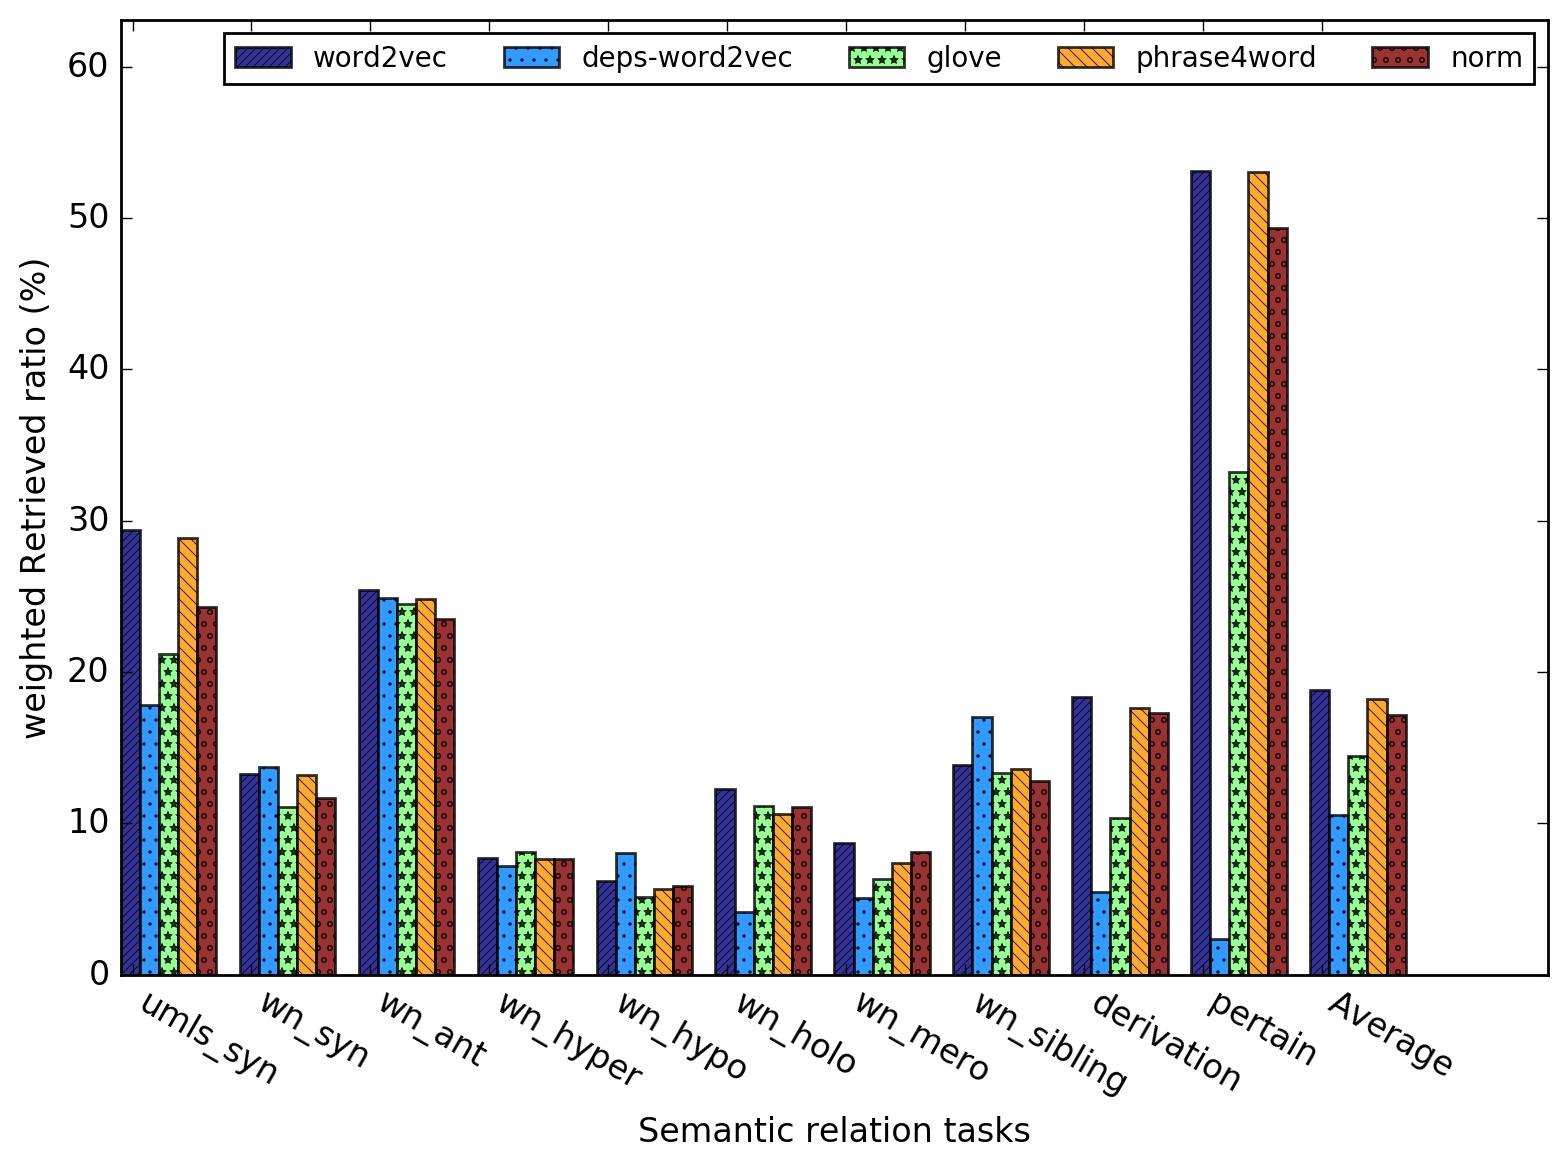 word2vec deps-word2vec glove phrase4word norm
60
50
40
30
20
10
0
weighted Retrieved ratio (%)
umls_syn wn_syn wn_ant wn_hyper wn_hypo wn_holo wn_mero wn_sibling derivation pertain Average
Semantic relation tasks